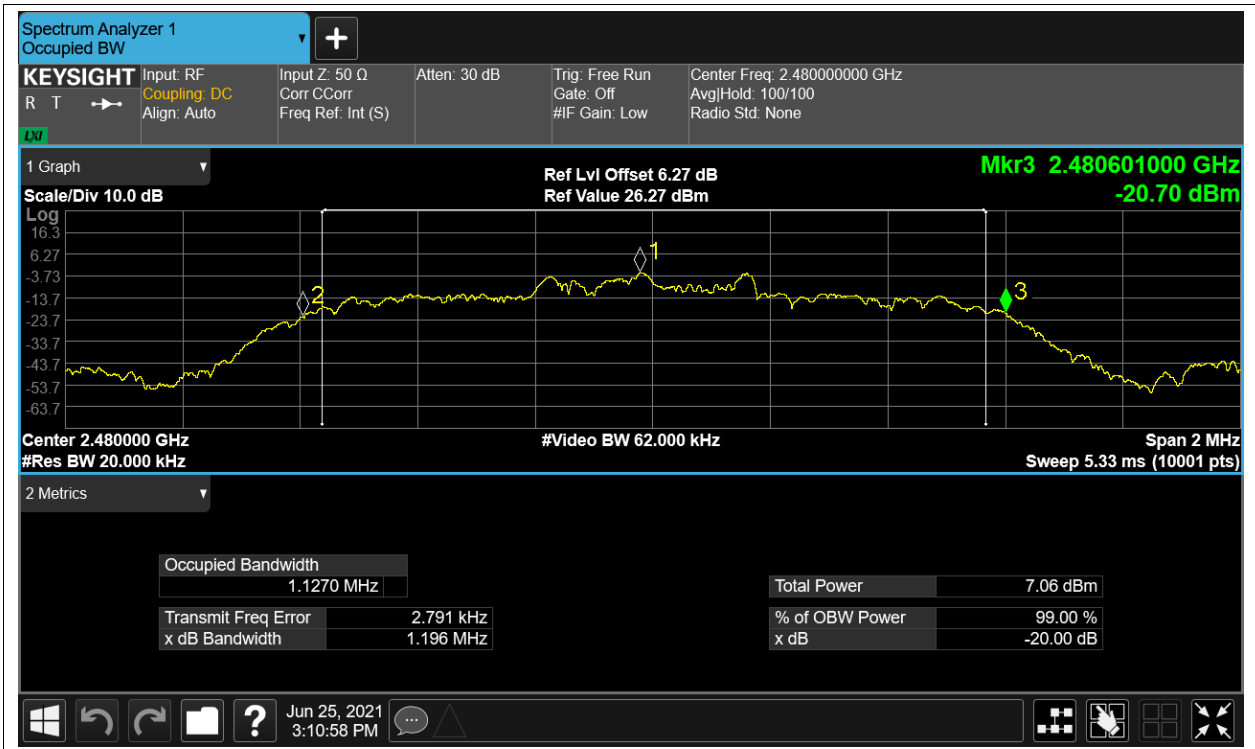 Spectrum Analyzer 1
Occupied BW
KEYSIGHT
R T
LXI
Input: RF
Coupling: DC
Align: Auto
Input Z: 50 Ω
Corr CCorr
Freq Ref: Int (S)
Atten: 30 dB
Trig: Free Run
Gate: Off
#IF Gain: Low
Center Freq: 2.480000000 GHz
Avg|Hold: 100/100
Radio Std: None
1 Graph
Scale/Div 10.0 dB
Ref Lvl Offset 6.27 dB
Ref Value 26.27 dBm
Mkr3 2.480601000 GHz
-20.70 dBm
Log
16.3
6.27
-3.73
-13.7
-23.7
-33.7
-43.7
-53.7
-63.7
1
2
3
Center 2.480000 GHz
#Video BW 62.000 kHz
Span 2 MHz
#Res BW 20.000 kHz
Sweep 5.33 ms (10001 pts)
2 Metrics
Occupied Bandwidth
1.1270 MHz
Transmit Freq Error 2.791 kHz
x dB Bandwidth 1.196 MHz
Total Power 7.06 dBm
% of OBW Power 99.00 %
x dB -20.00 dB
?
Jun 25, 2021
3:10:58 PM